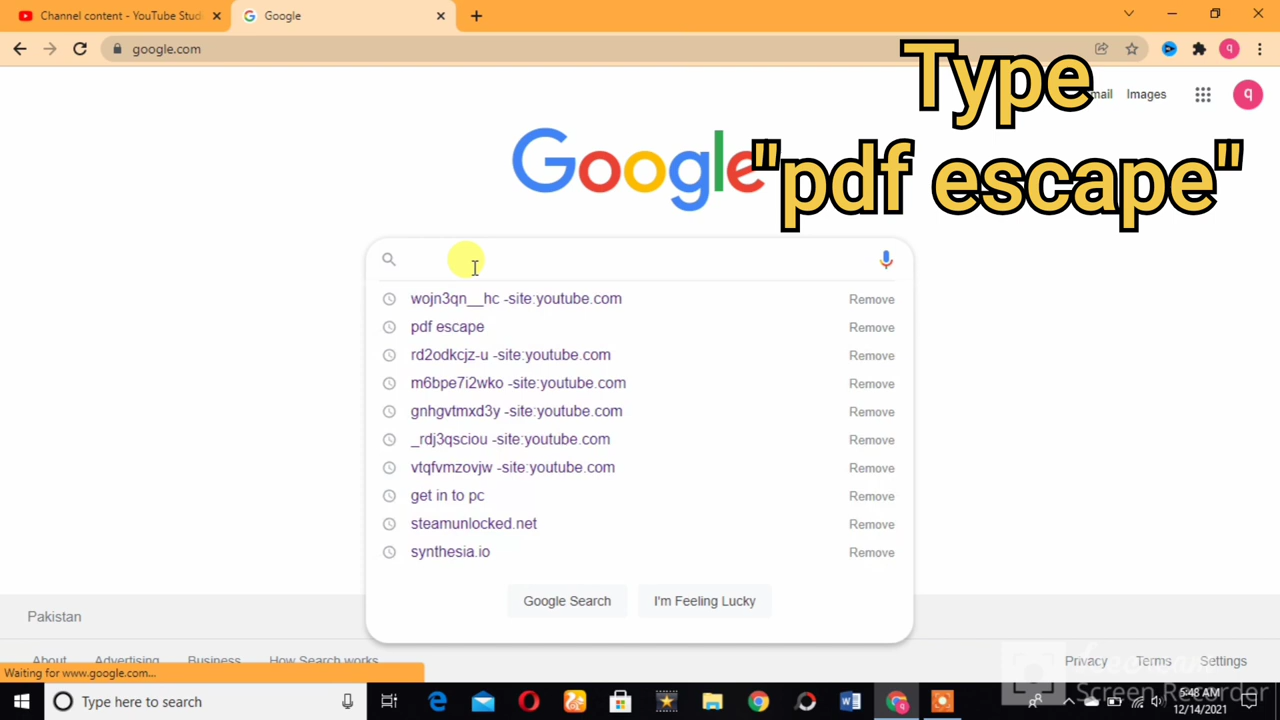 Channel content - YouTube Stud
Google
google.com
Type
"pdf escape"
mail
Images
q
q
Google
wojn3qn__hc -site:youtube.com Remove
pdf escape Remove
rd2odkcjz-u -site:youtube.com Remove
m6bpe7i2wko -site:youtube.com Remove
gnhgvtmxd3y -site:youtube.com Remove
_rdj3qsciou -site:youtube.com Remove
vtqfvmzovjw -site:youtube.com Remove
get in to pc Remove
steamunlocked.net Remove
synthesia.io Remove
Google Search I'm Feeling Lucky
Pakistan
About Advertising Business How Search works Privacy Terms Settings
Waiting for www.google.com...
Screen Recorder
Type here to search
5:48 AM
12/14/2021